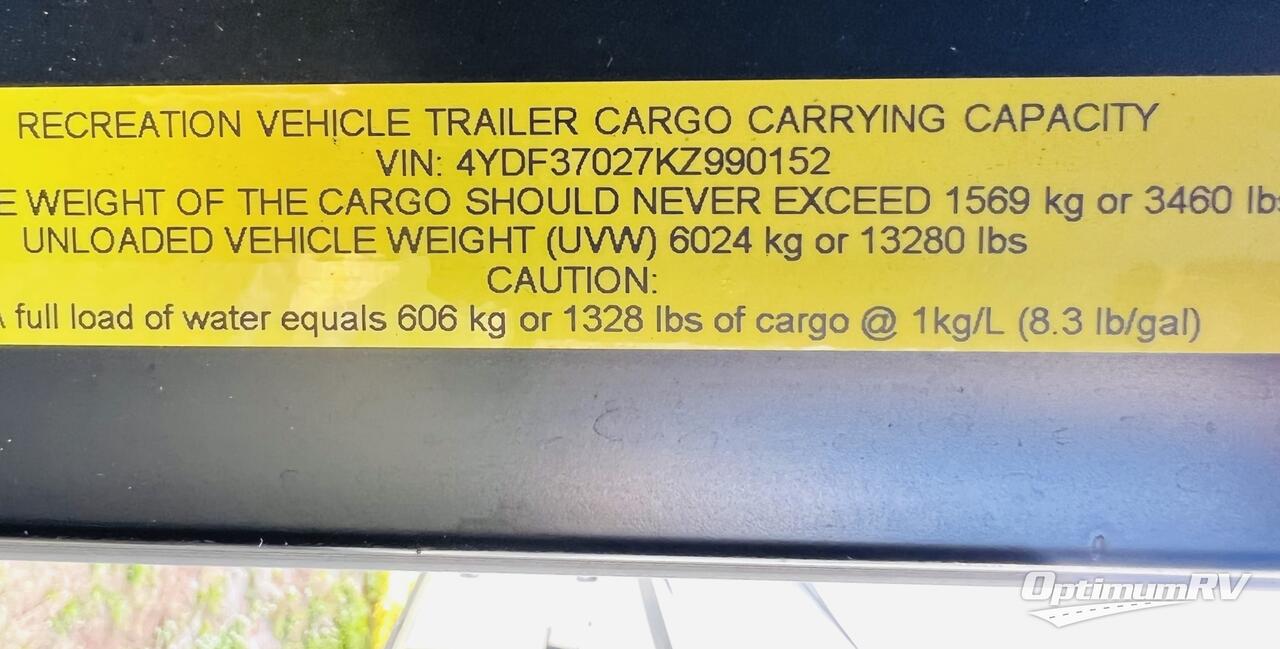 RECREATION VEHICLE TRAILER CARGO CARRYING CAPACITY
VIN: 4YDF37027KZ990152
WEIGHT OF THE CARGO SHOULD NEVER EXCEED 1569 kg or 3460 lbs
UNLOADED VEHICLE WEIGHT (UVW) 6024 kg or 13280 lbs
CAUTION:
A full load of water equals 606 kg or 1328 lbs of cargo @ 1kg/L (8.3 lb/gal)
OptimumRV